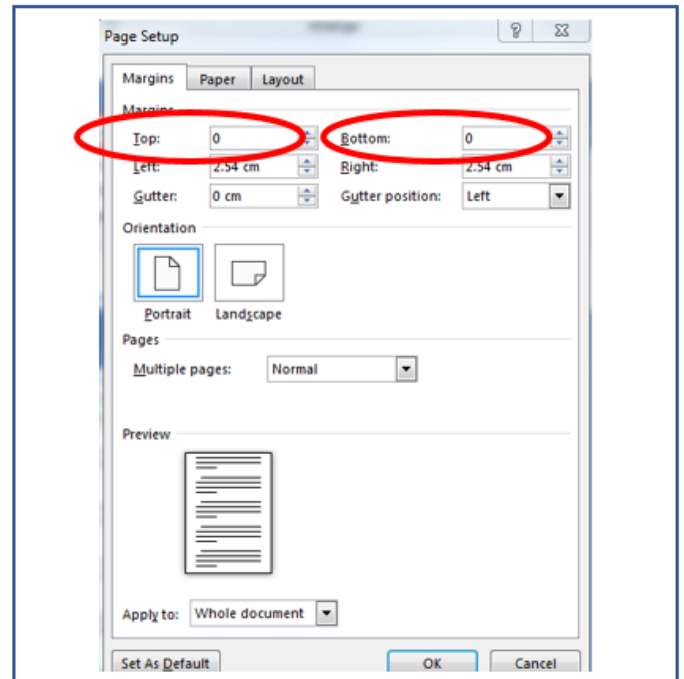 Page Setup
Margins Paper Layout
Margins
Top: 0 Bottom: 0
Left: 2.54 cm Right: 2.54 cm
Gutter: 0 cm Gutter position: Left
Orientation
Portrait Landscape
Pages
Multiple pages: Normal
Preview
Apply to: Whole document
Set As Default OK Cancel